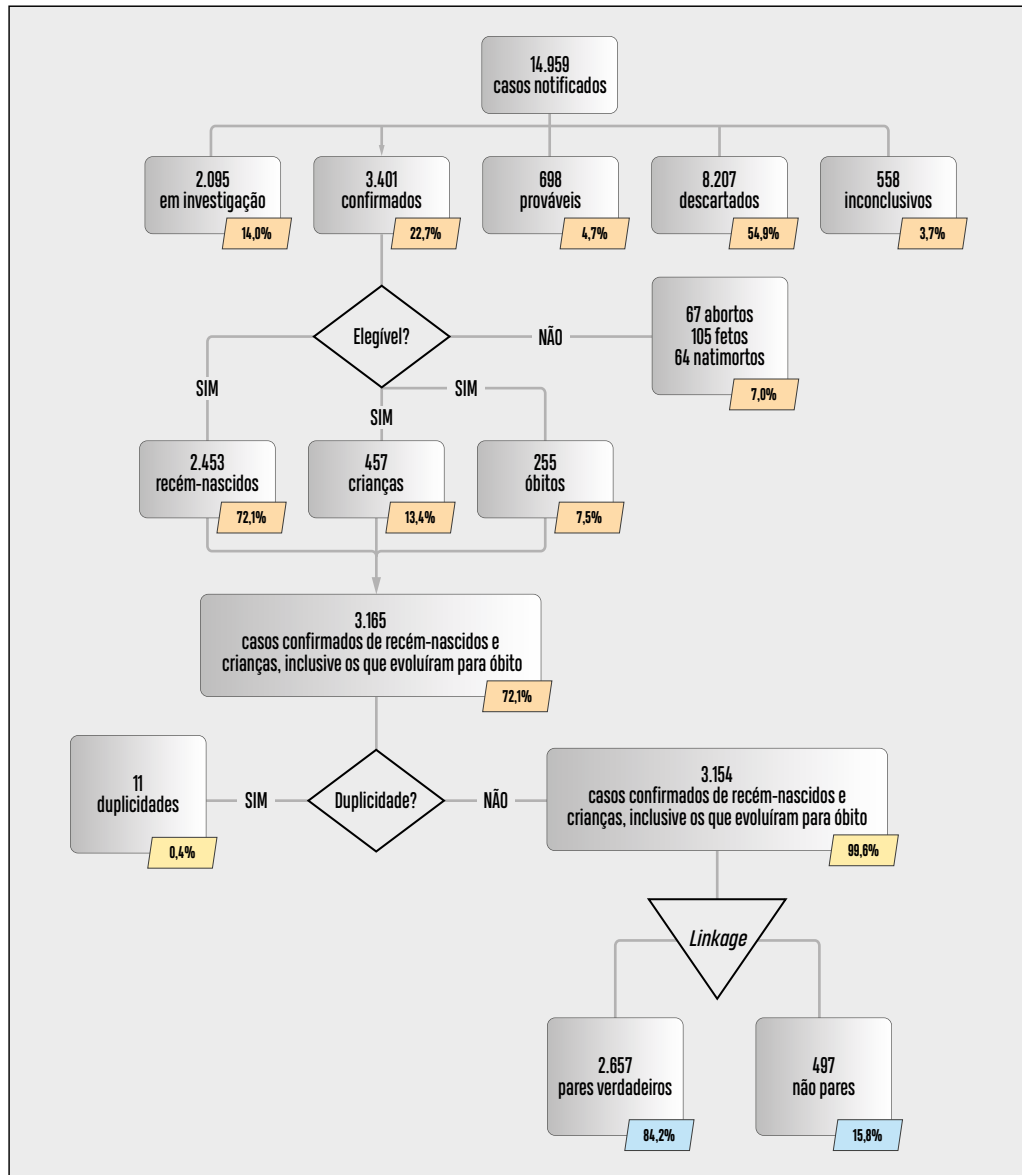 14.959
casos notificados
2.095
em investigação
14,0%
3.401
confirmados
22,7%
698
prováveis
4,7%
8.207
descartados
54,9%
558
inconclusivos
3,7%
Elegível?
NÃO
67 abortos
105 fetos
64 natimortos
7,0%
SIM
SIM
SIM
2.453
recém-nascidos
72,1%
457
crianças
13,4%
255
óbitos
7,5%
3.165
casos confirmados de recém-nascidos e
crianças, inclusive os que evoluíram para óbito
72,1%
11
duplicidades
0,4%
SIM
Duplicidade?
NÃO
3.154
casos confirmados de recém-nascidos e
crianças, inclusive os que evoluíram para óbito
99,6%
Linkage
2.657
pares verdadeiros
84,2%
497
não pares
15,8%